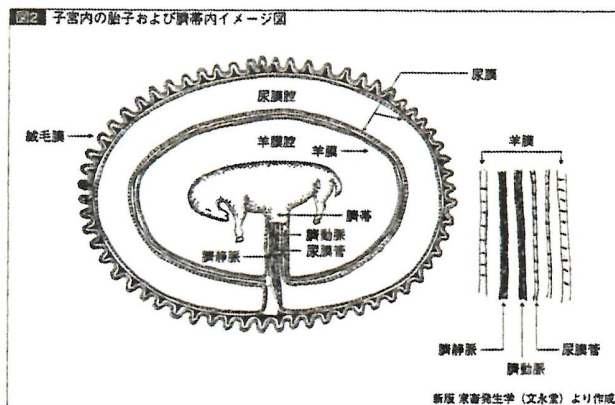 図2 子宮内の胎子および臍帯内イメージ図
尿膜
尿膜腔
絨毛膜
羊膜腔
羊膜
臍帯
臍動脈
尿膜管
臍静脈
羊膜
臍静脈
尿膜管
臍動脈
新版 家畜発生学（文永堂）より作成